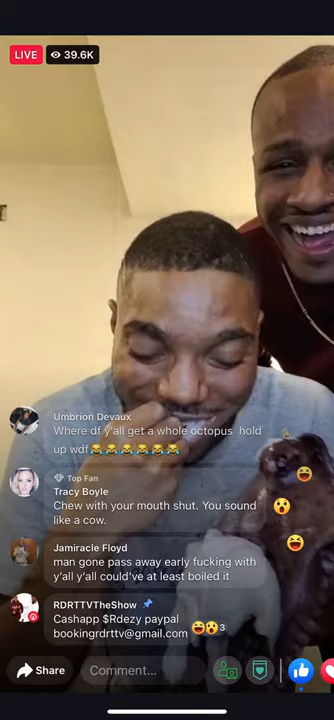 LIVE 39.6K
Umbrion Devaux
Where df y'all get a whole octopus hold
up wdf😂😂😂😂😂😂
Top Fan
Tracy Boyle
Chew with your mouth shut. You sound
like a cow.
Jamiracle Floyd
man gone pass away early fucking with
y'all y'all could've at least boiled it
RDRTTVTheShow
Cashapp $Rdezy paypal
bookingrdrttv@gmail.com 3
Share Comment...